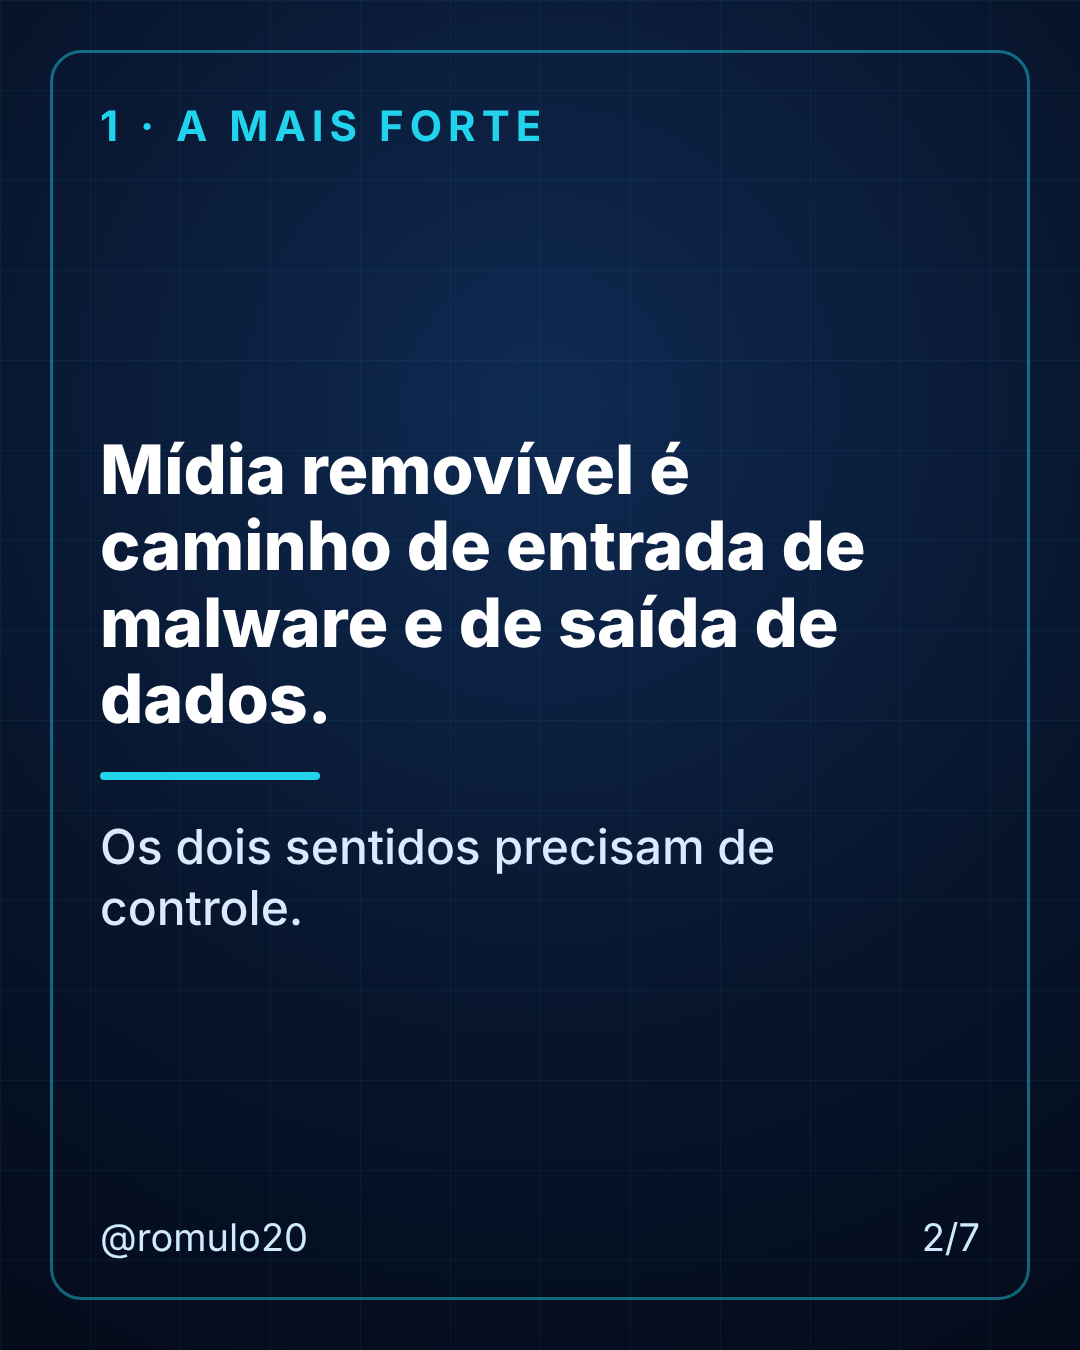 1 · A MAIS FORTE
Mídia removível é
caminho de entrada de
malware e de saída de
dados.
Os dois sentidos precisam de
controle.
@romulo20
2/7